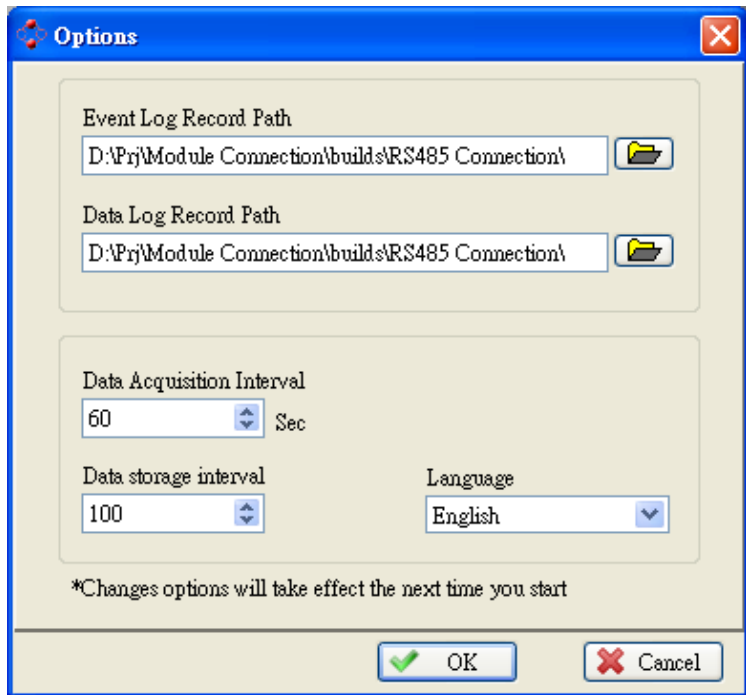 Options
Event Log Record Path
D:\Prj\Module Connection\builds\RS485 Connection\
Data Log Record Path
D:\Prj\Module Connection\builds\RS485 Connection\
Data Acquisition Interval
60 Sec
Data storage interval
100
Language
English
*Changes options will take effect the next time you start
OK
Cancel